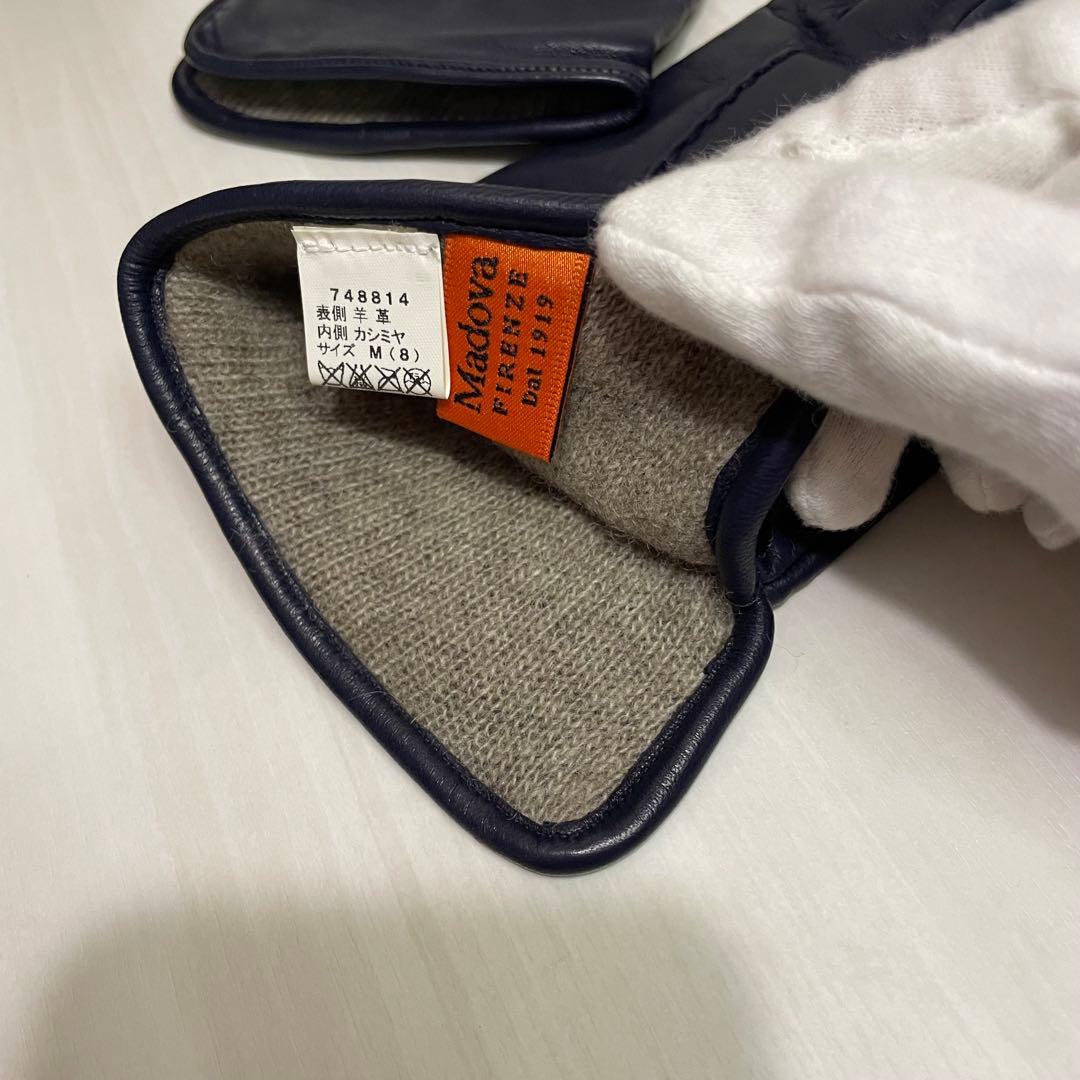 748814
表側 羊革
内側 カシミヤ
サイズ M(8)
Madova
FIRENZE
Dal 1919